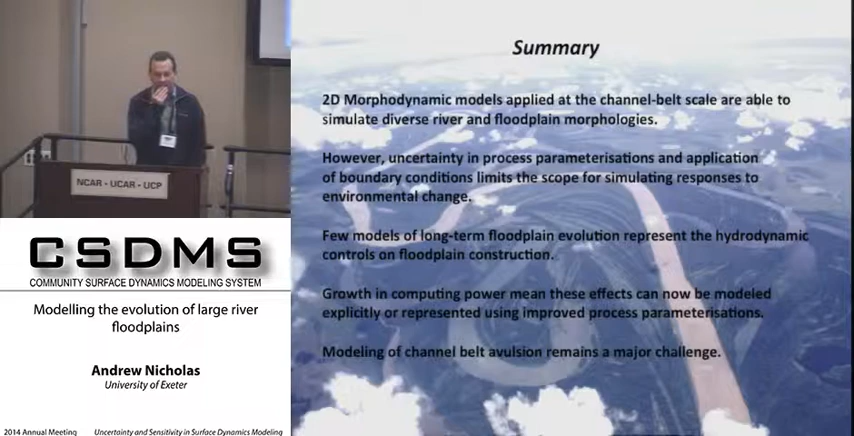 NCAR - UCAR - UCP
CSDMS
COMMUNITY SURFACE DYNAMICS MODELING SYSTEM
Modelling the evolution of large river
floodplains
Andrew Nicholas
University of Exeter
2014 Annual Meeting Uncertainty and Sensitivity in Surface Dynamics Modeling
Summary
2D Morphodynamic models applied at the channel-belt scale are able to
simulate diverse river and floodplain morphologies.
However, uncertainty in process parameterisations and application
of boundary conditions limits the scope for simulating responses to
environmental change.
Few models of long-term floodplain evolution represent the hydrodynamic
controls on floodplain construction.
Growth in computing power mean these effects can now be modeled
explicitly or represented using improved process parameterisations.
Modeling of channel belt avulsion remains a major challenge.